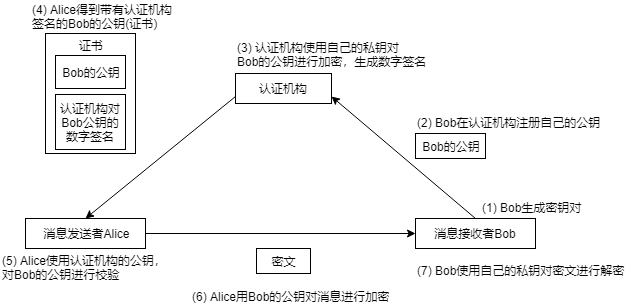 (4) Alice得到带有认证机构
签名的Bob的公钥(证书)
证书
Bob的公钥
认证机构对
Bob公钥的
数字签名
(3) 认证机构使用自己的私钥对
Bob的公钥进行加密，生成数字签名
认证机构
(2) Bob在认证机构注册自己的公钥
Bob的公钥
(1) Bob生成密钥对
消息发送者Alice
消息接收者Bob
(5) Alice使用认证机构的公钥，
对Bob的公钥进行校验
密文
(7) Bob使用自己的私钥对密文进行解密
(6) Alice用Bob的公钥对消息进行加密